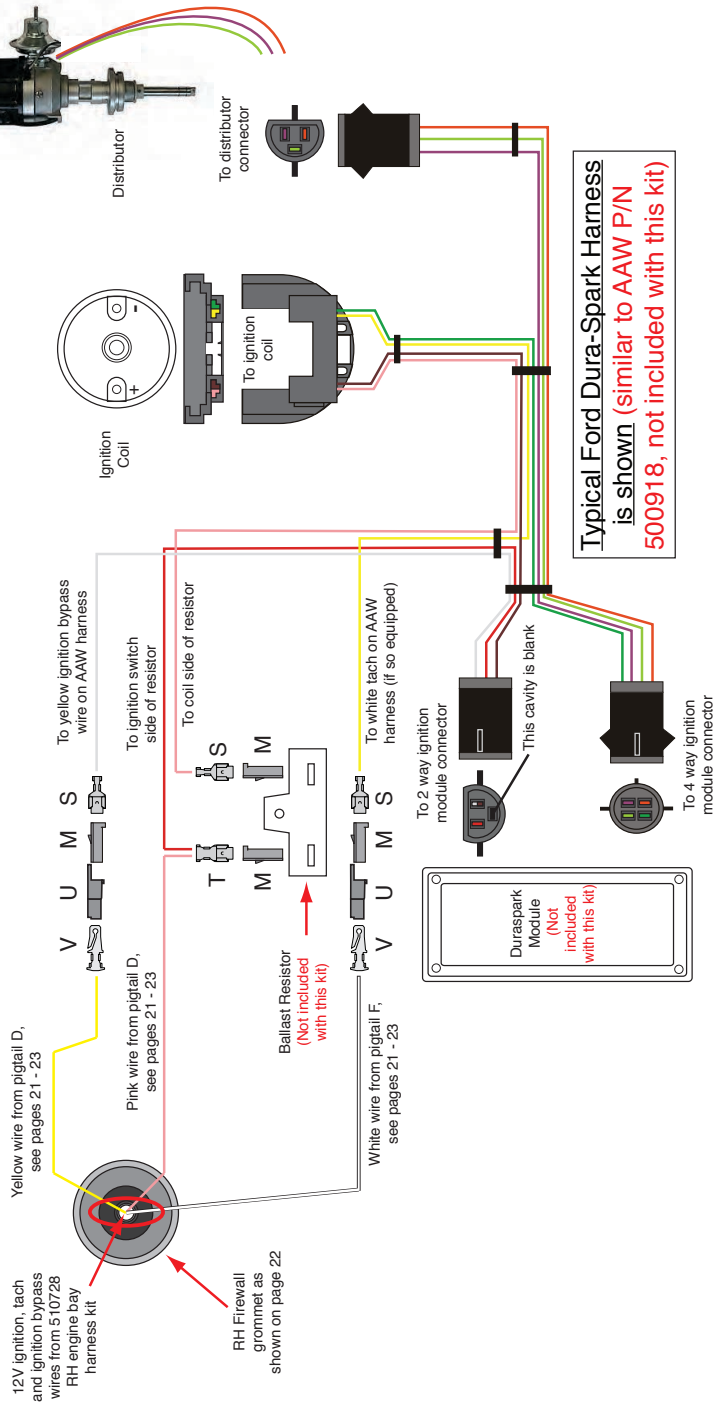 12V ignition, tach
and ignition bypass
wires from 510728
RH engine bay
harness kit
RH Firewall
grommet as
shown on page 22
Yellow wire from pigtail D,
see pages 21 - 23
Pink wire from pigtail D,
see pages 21 - 23
White wire from pigtail F,
see pages 21 - 23
V
U
M
S
To yellow ignition bypass
wire on AAW harness
To ignition switch
side of resistor
To coil side of resistor
T
S
M
M
Ballast Resistor
(Not included
with this kit)
V
U
M
S
To white tach on AAW
harness (if so equipped)
Duraspark
Module
(Not
included
with this kit)
To 2 way ignition
module connector
This cavity is blank
To 4 way ignition
module connector
Ignition
Coil
+
-
To ignition
coil
Distributor
To distributor
connector
Typical Ford Dura-Spark Harness
is shown (similar to AAW P/N
500918, not included with this kit)